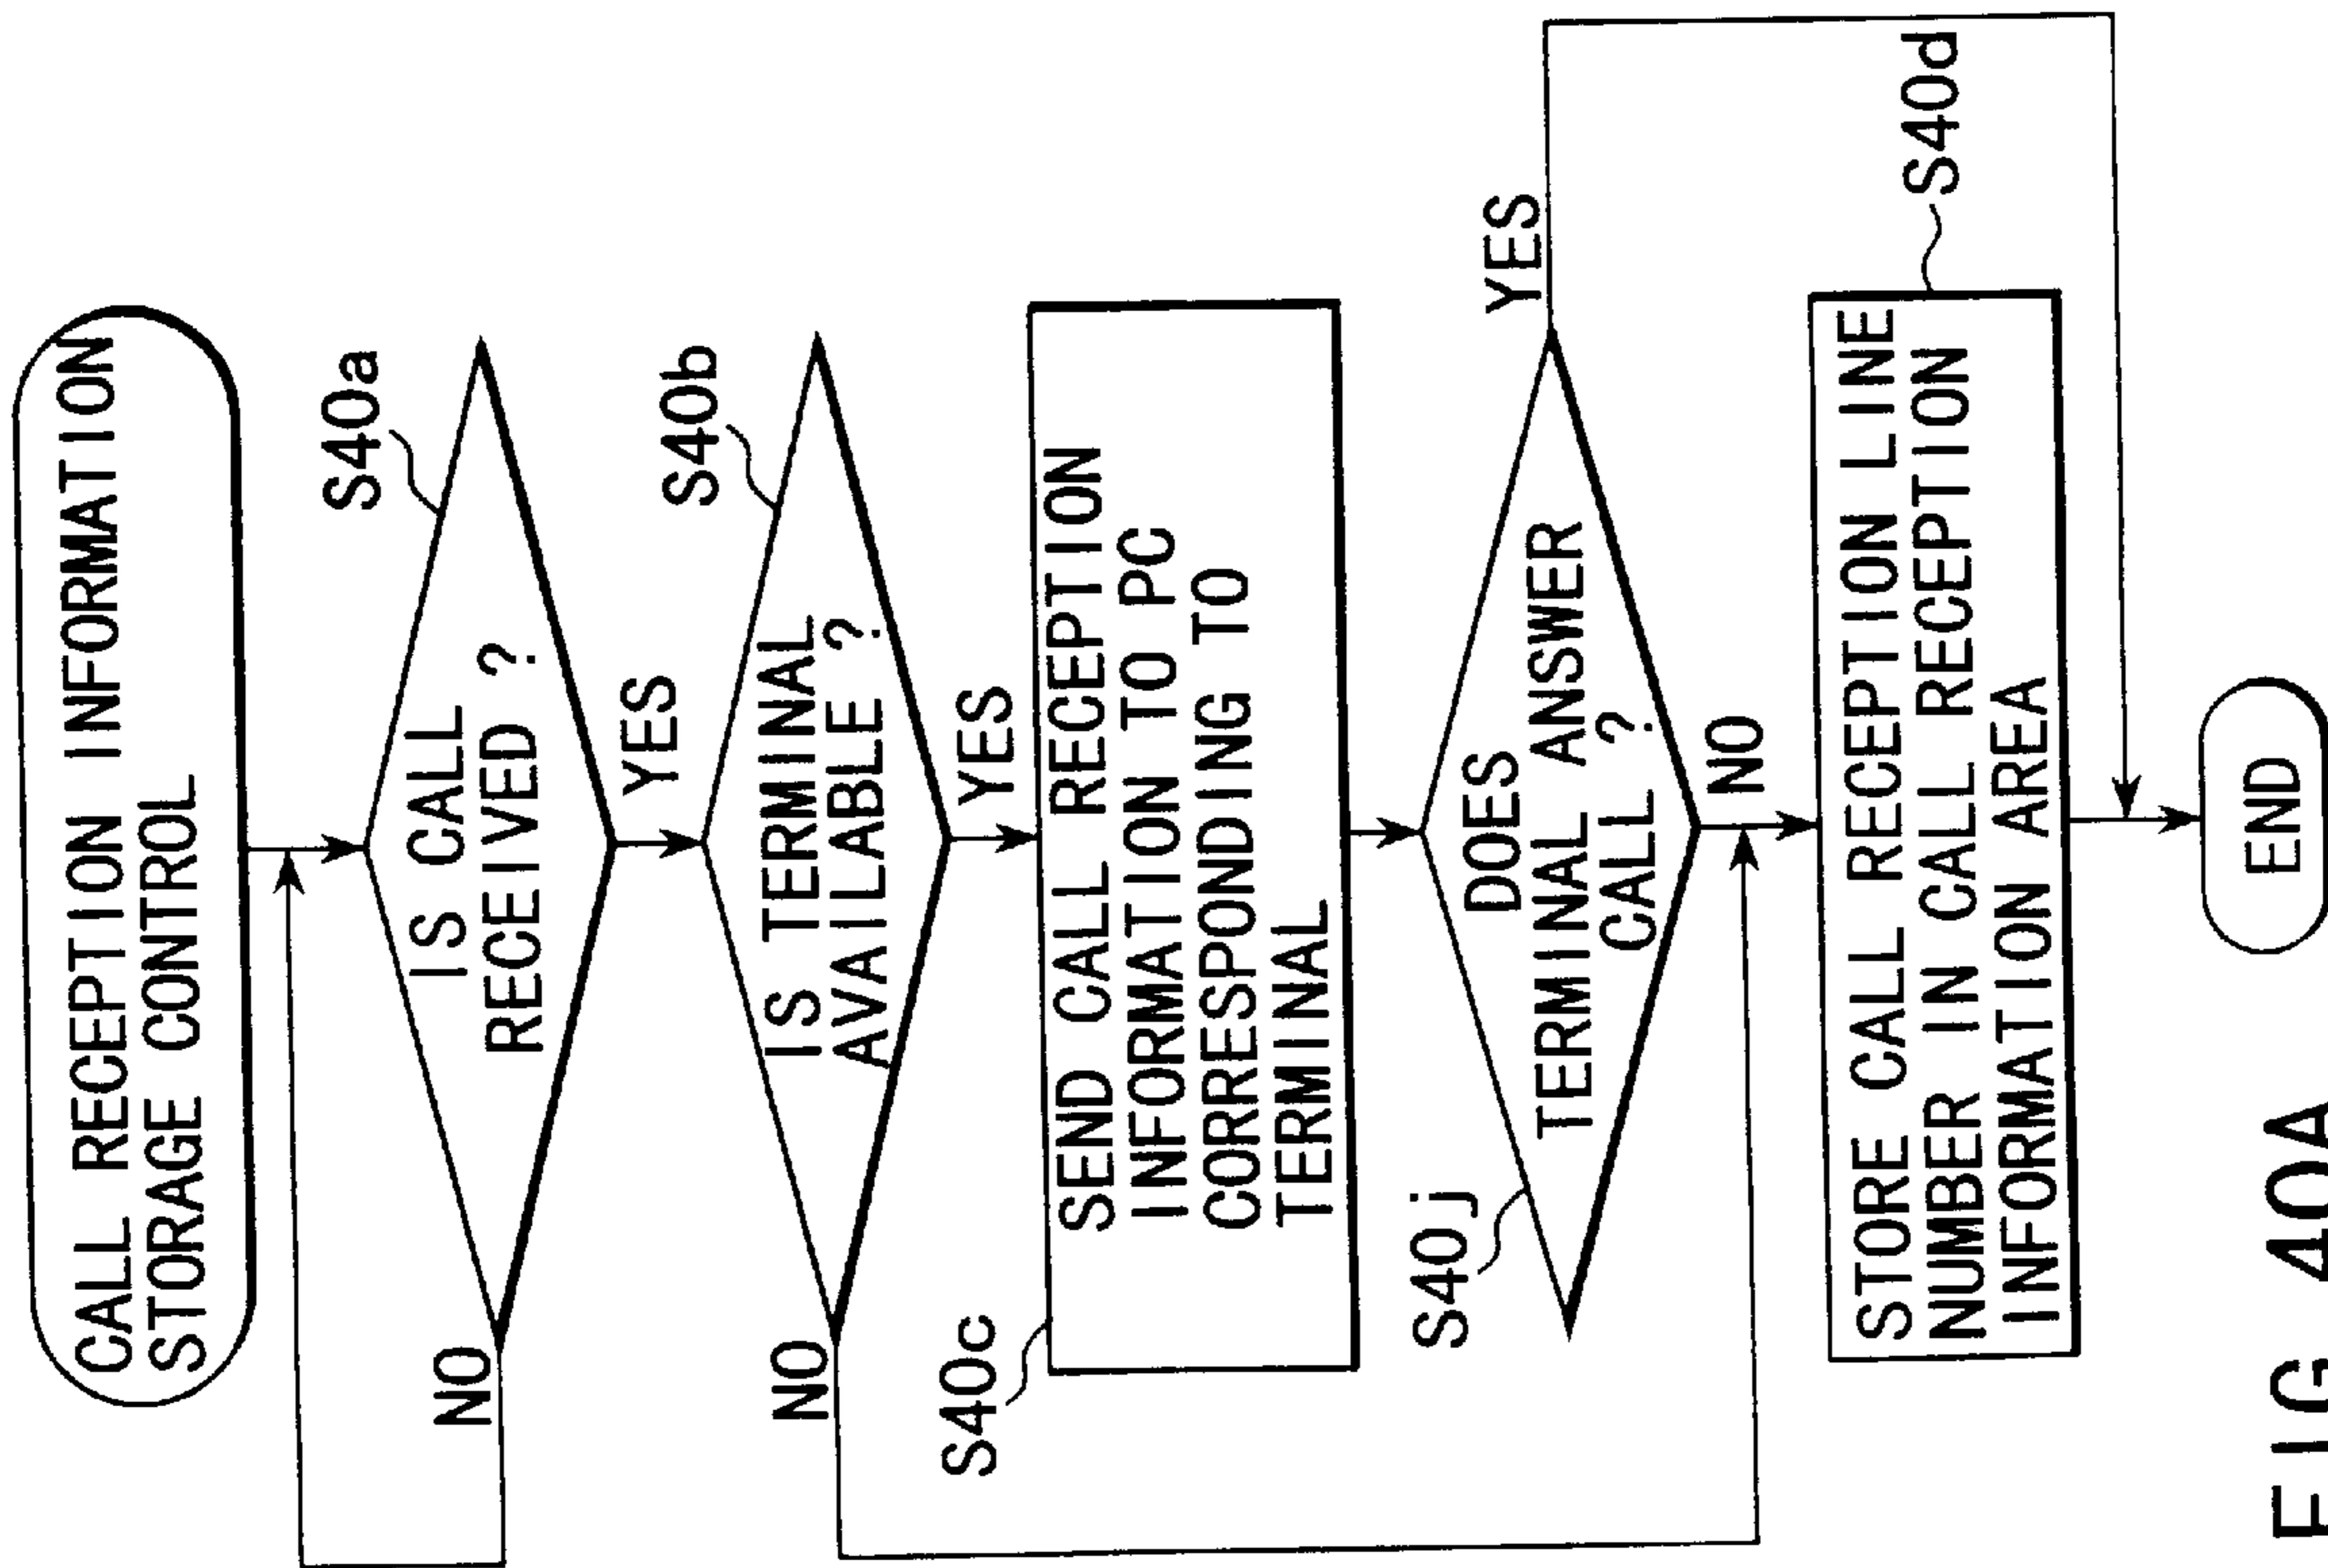 CALL RECEPTION INFORMATION
STORAGE CONTROL
S40a
IS CALL
RECEIVED ?
NO
YES
S40b
IS TERMINAL
AVAILABLE ?
NO
YES
S40c
SEND CALL RECEPTION
INFORMATION TO PC
CORRESPONDING TO
TERMINAL
S40j
DOES
TERMINAL ANSWER
CALL ?
YES
NO
S40d
STORE CALL RECEPTION LINE
NUMBER IN CALL RECEPTION
INFORMATION AREA
END
FIG. 40A